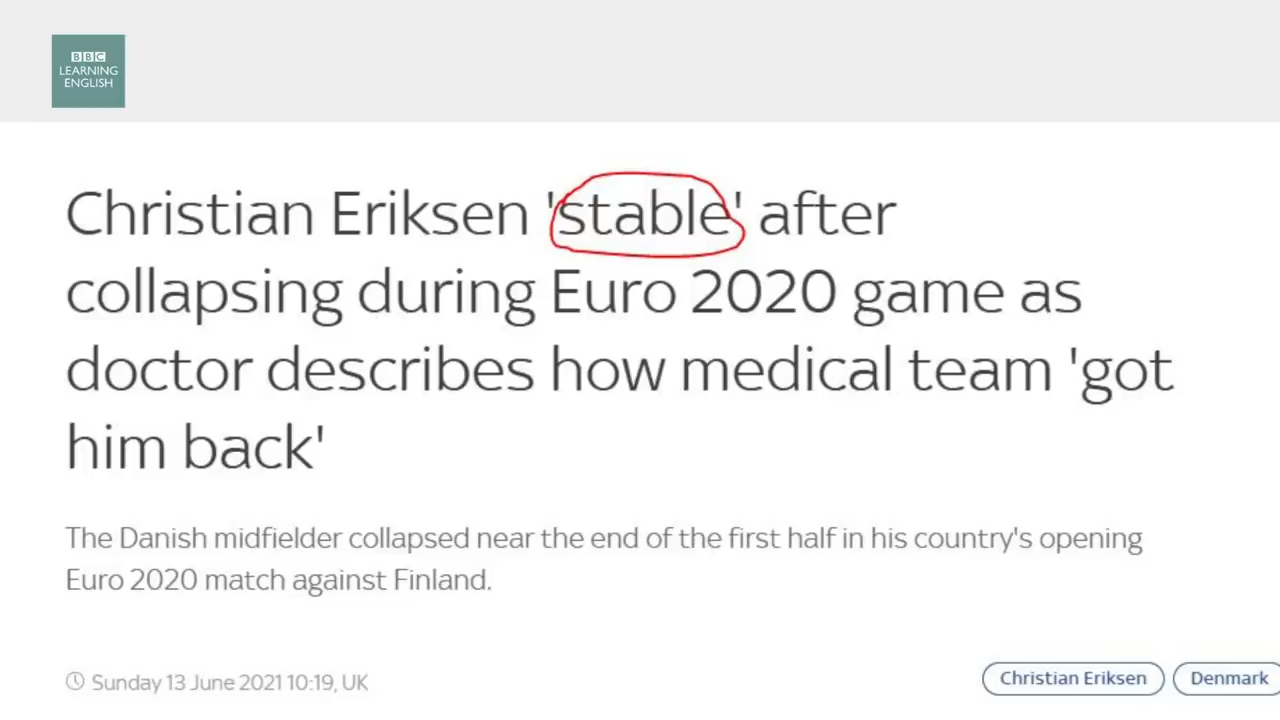 BBC
LEARNING
ENGLISH
Christian Eriksen 'stable' after
collapsing during Euro 2020 game as
doctor describes how medical team 'got
him back'
The Danish midfielder collapsed near the end of the first half in his country's opening
Euro 2020 match against Finland.
Sunday 13 June 2021 10:19, UK
Christian Eriksen
Denmark